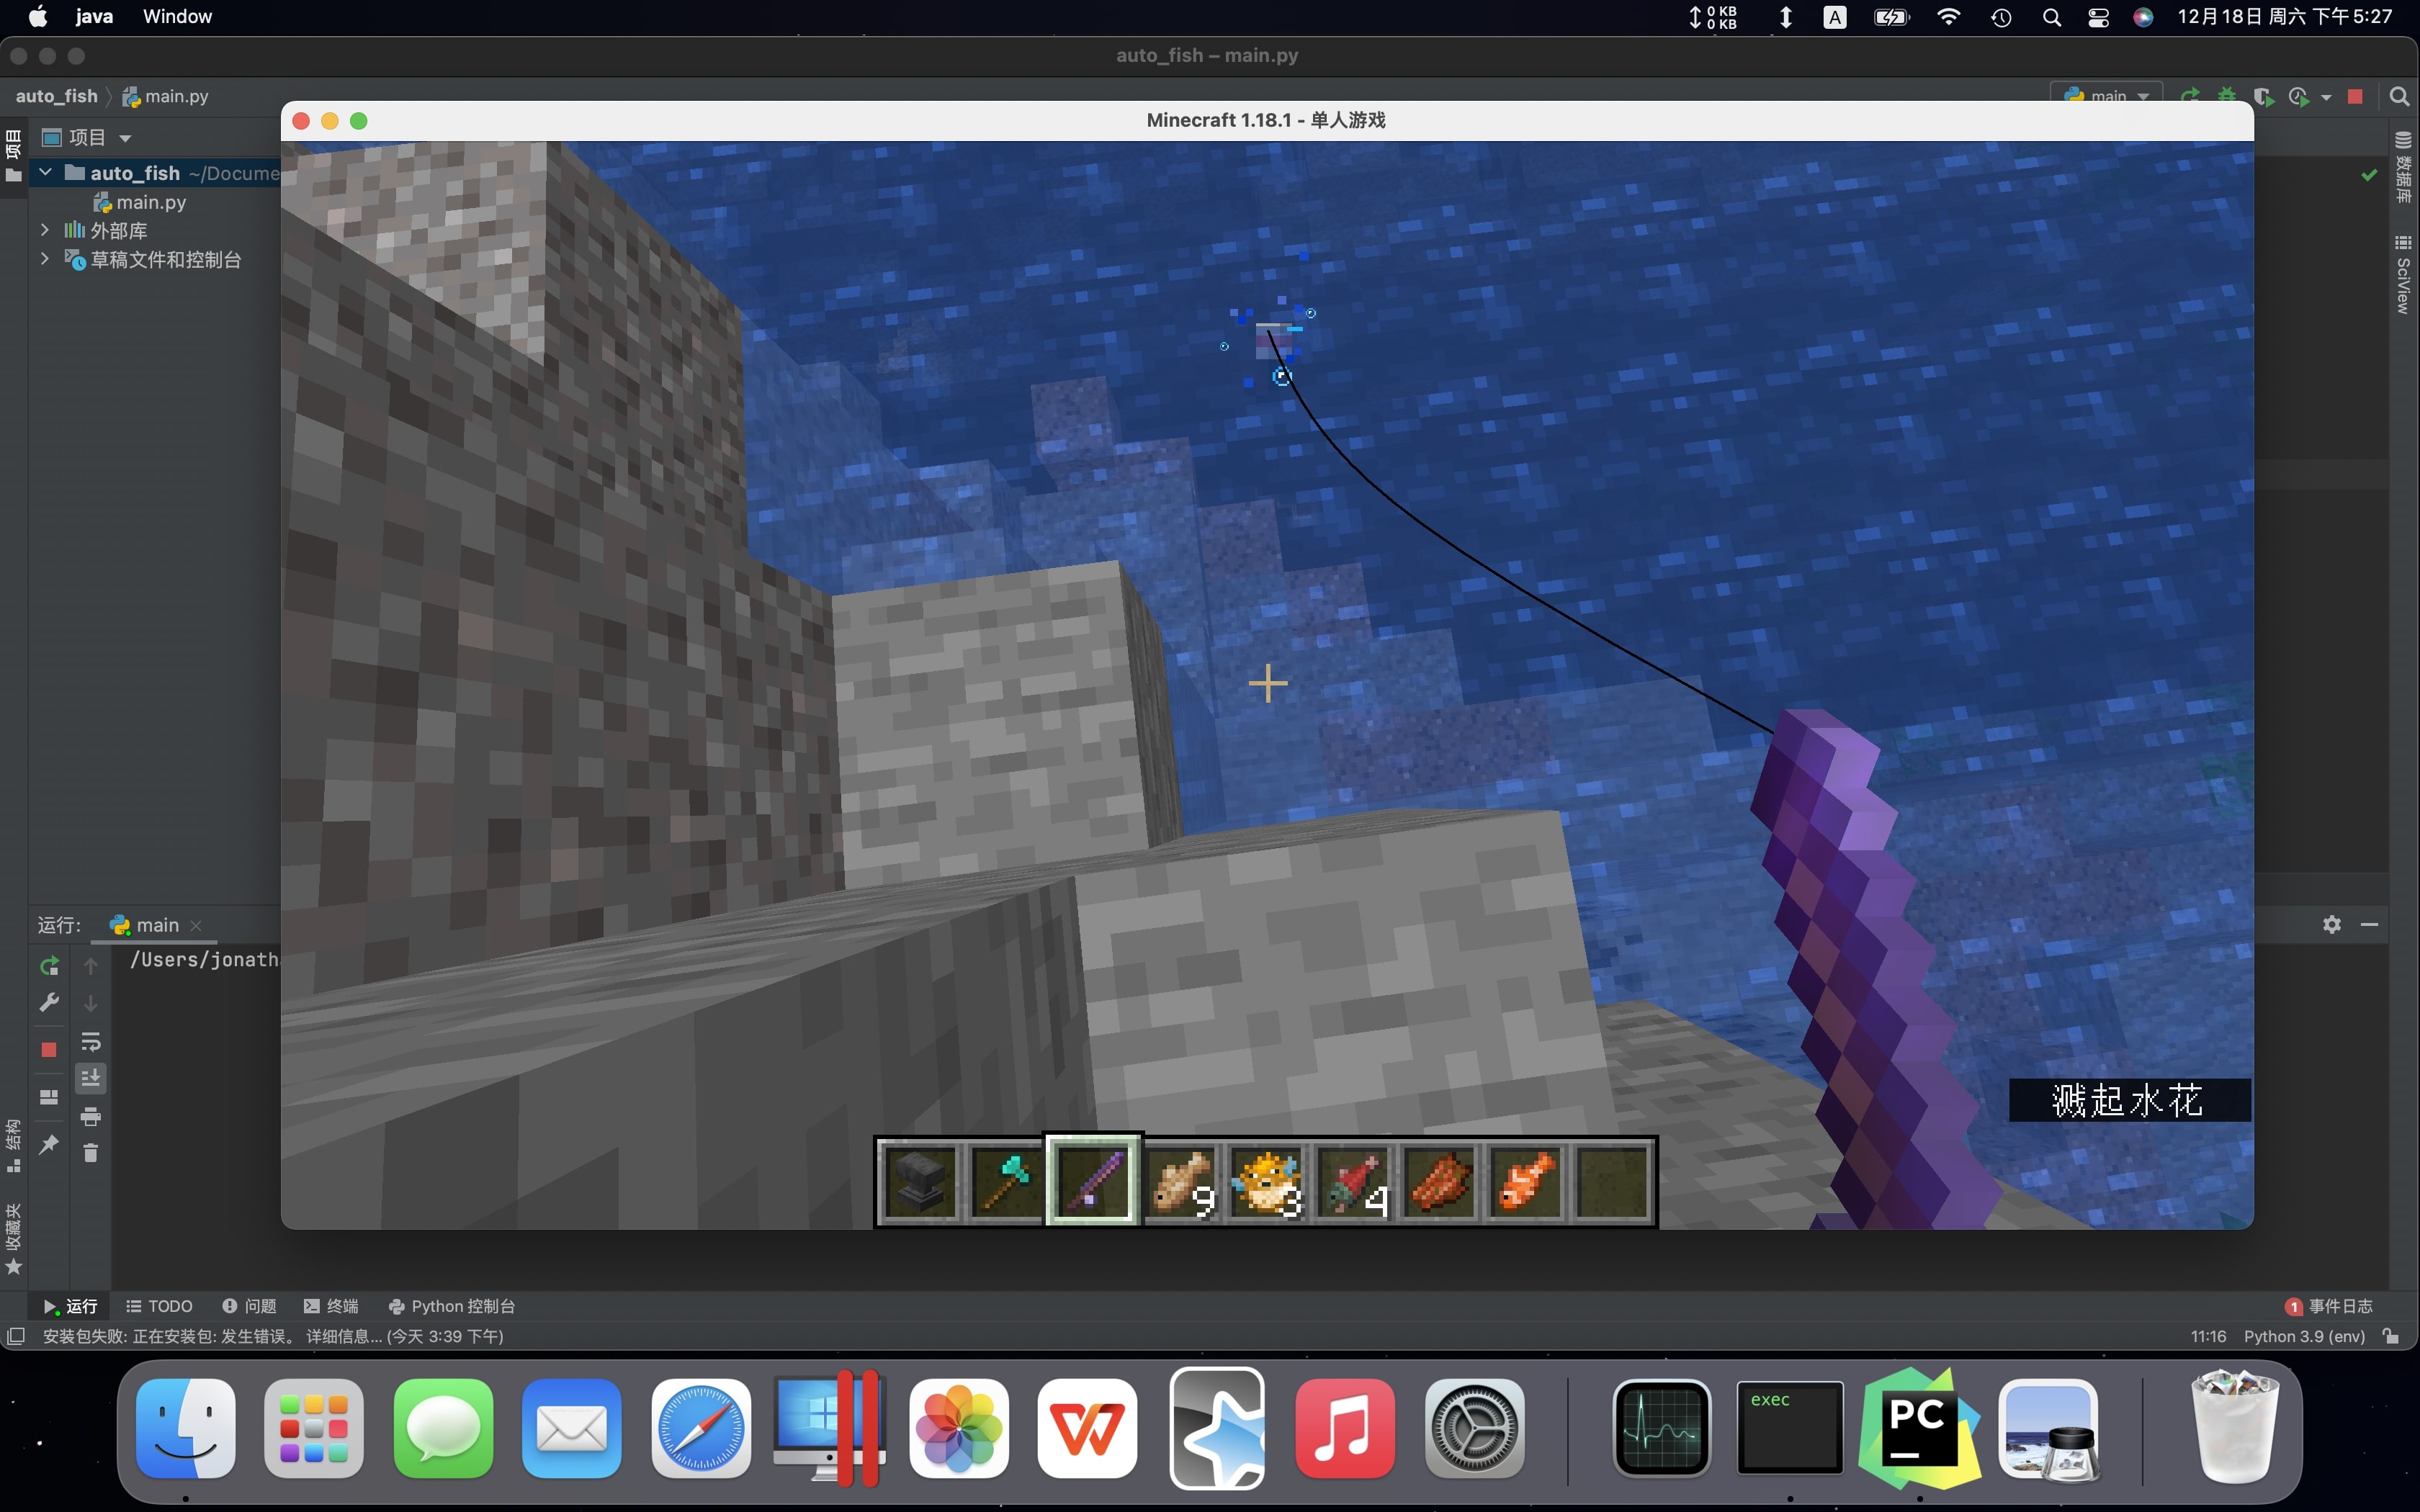 java Window 0 KB 0 KB A 12月18日 周六 下午5:27
auto_fish – main.py
auto_fish main.py main
Minecraft 1.18.1 - 单人游戏
项目
项目
auto_fish ~/Docume
main.py
外部库
草稿文件和控制台
数据库
SciView
运行: main
/Users/jonath
溅起水花
9 3 4
结构
收藏夹
运行 TODO 问题 终端 Python 控制台 1 事件日志
安装包失败: 正在安装包: 发生错误。 详细信息... (今天 3:39 下午) 11:16 Python 3.9 (env)
exec
PC